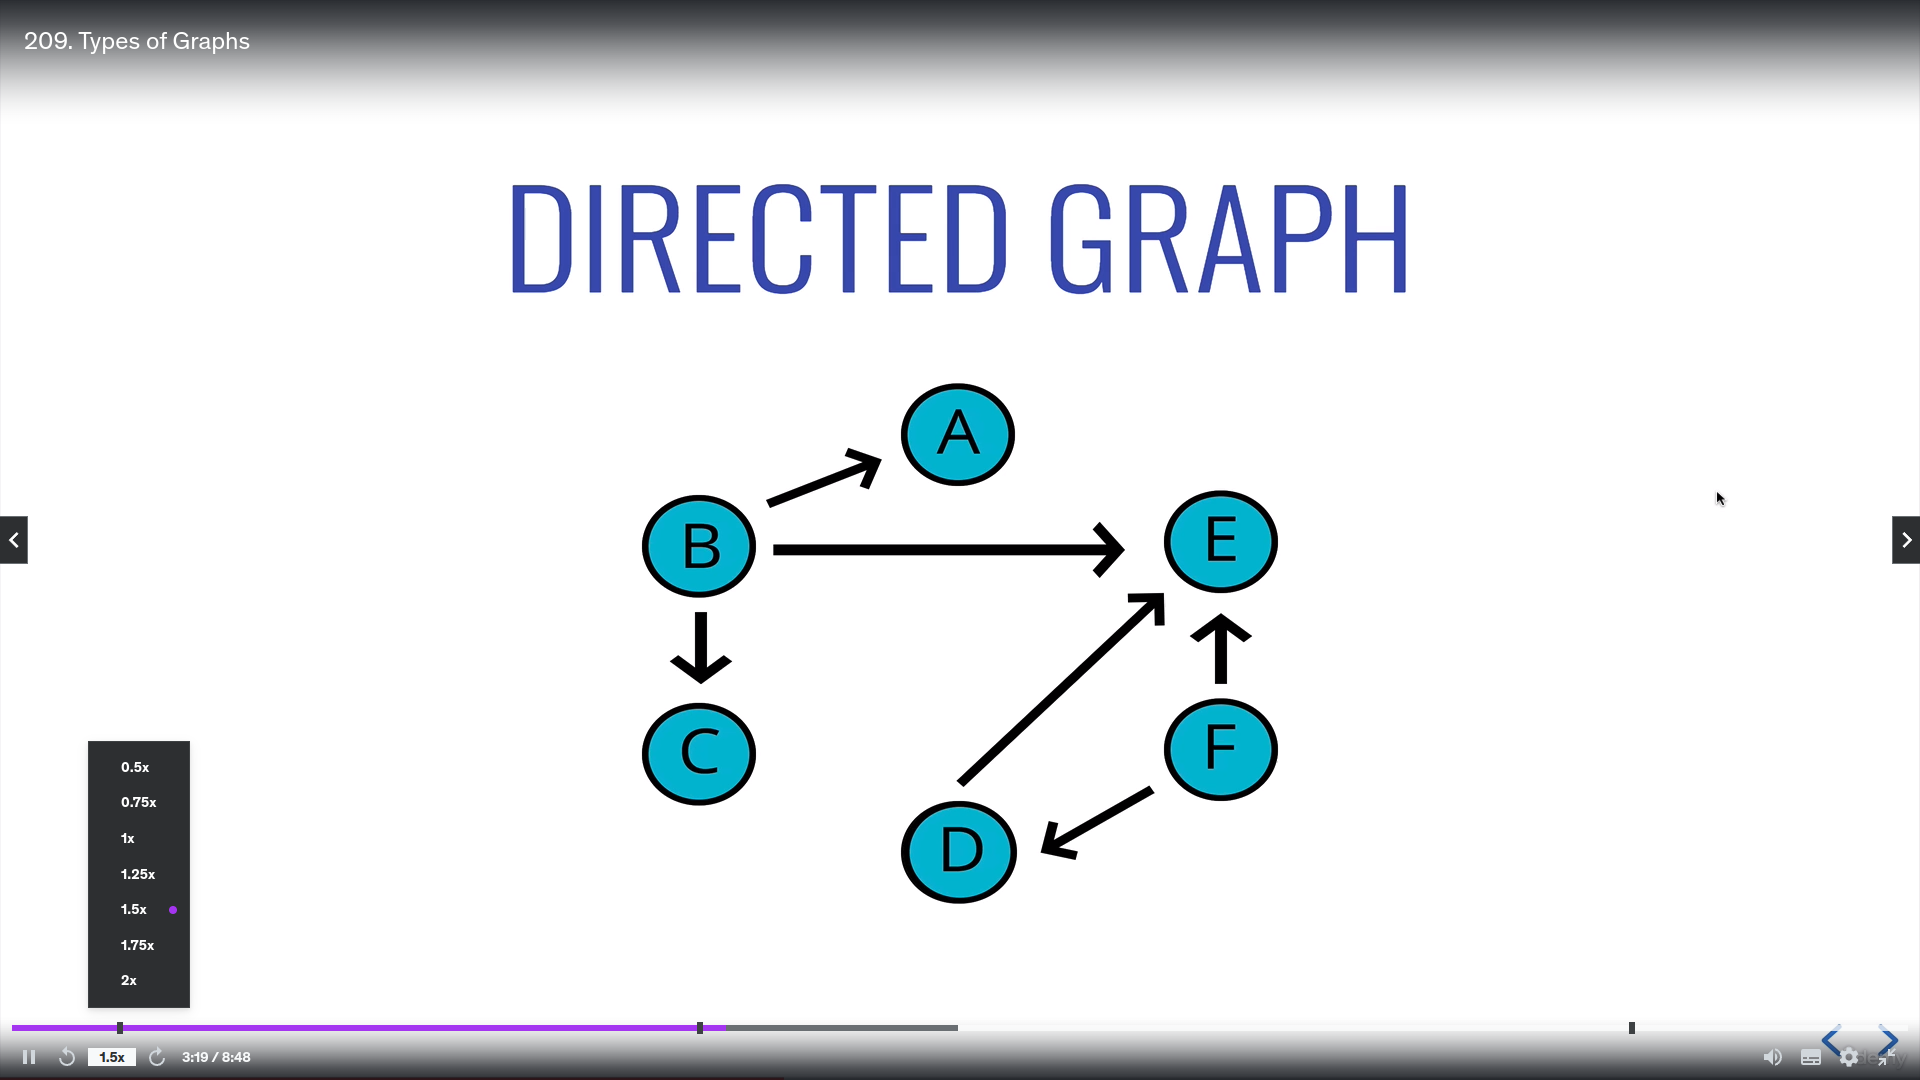 209. Types of Graphs
DIRECTED GRAPH
A
B
E
C
F
D
0.5x
0.75x
1x
1.25x
1.5x
1.75x
2x
1.5x
3:19 / 8:48